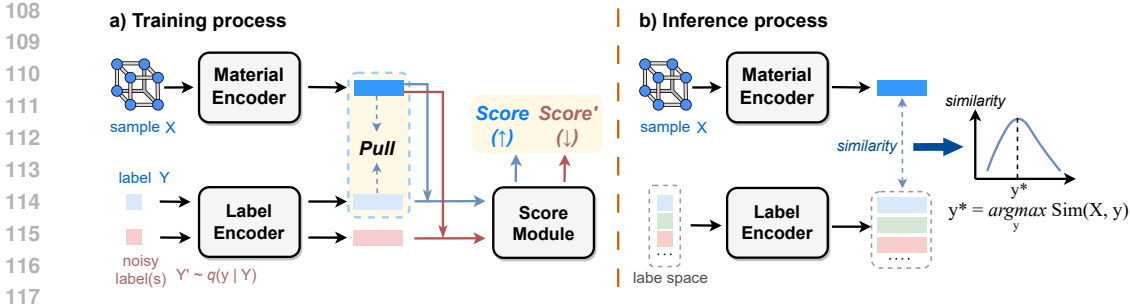 108
109
110
111
112
113
114
115
116
117
a) Training process
Material
Encoder
sample X
Pull
Score
(↑)
Score'
(↓)
label Y
Label
Encoder
Score
Module
noisy
label(s)
Y' ~ q(y | Y)
b) Inference process
Material
Encoder
sample X
similarity
similarity
y*
y* = argmax Sim(X, y)
y
Label
Encoder
...
labe space
....